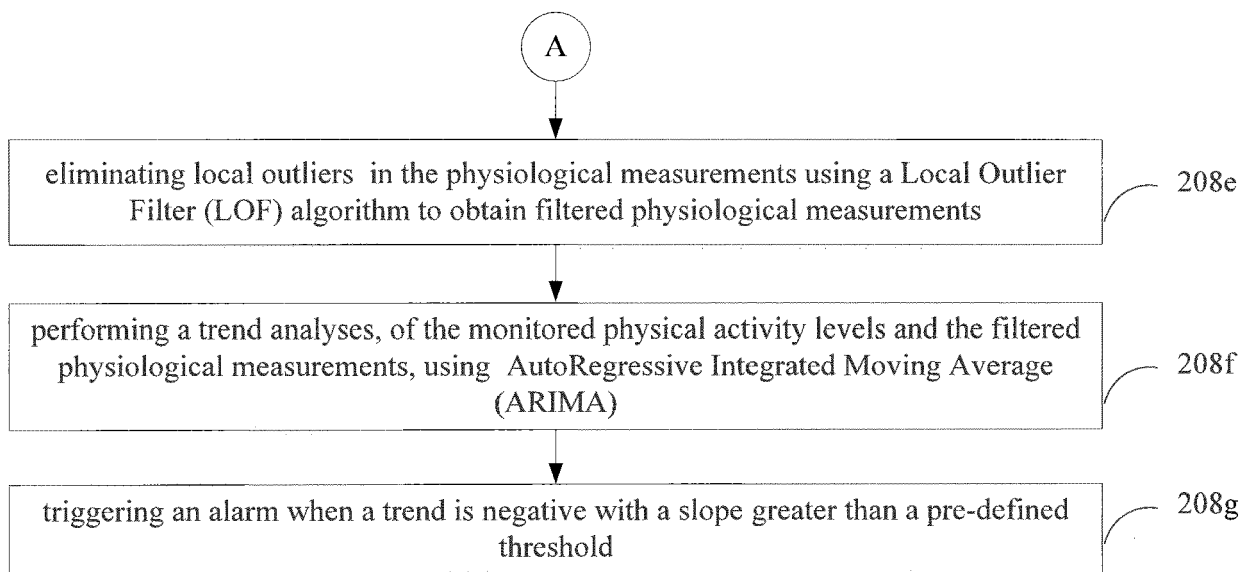 A
eliminating local outliers in the physiological measurements using a Local Outlier
Filter (LOF) algorithm to obtain filtered physiological measurements
208e
performing a trend analyses, of the monitored physical activity levels and the filtered
physiological measurements, using AutoRegressive Integrated Moving Average
(ARIMA)
208f
triggering an alarm when a trend is negative with a slope greater than a pre-defined
threshold
208g